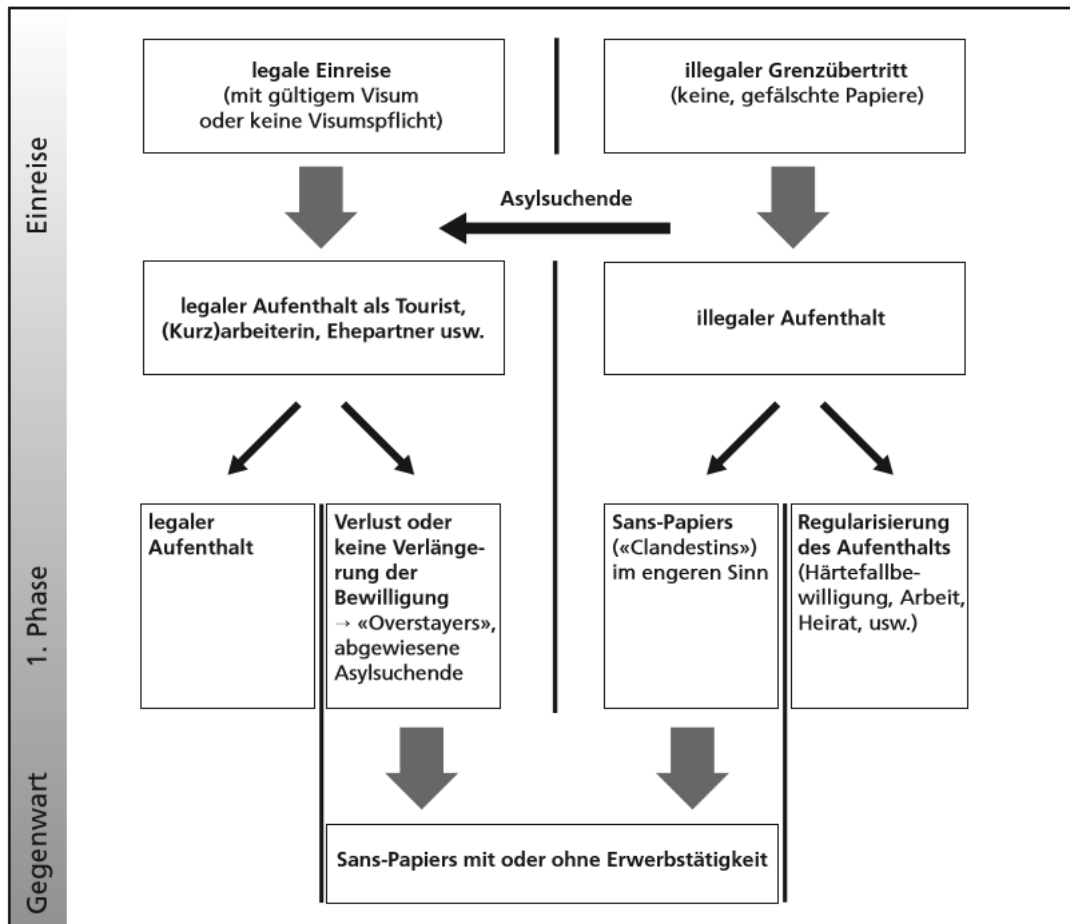 Einreise
legale Einreise
(mit gültigem Visum
oder keine Visumspflicht)
illegaler Grenzübertritt
(keine, gefälschte Papiere)
Asylsuchende
legaler Aufenthalt als Tourist,
(Kurz)arbeiterin, Ehepartner usw.
illegaler Aufenthalt
1. Phase
legaler
Aufenthalt
Verlust oder
keine Verlänge-
rung der
Bewilligung
→ «Overstayers»,
abgewiesene
Asylsuchende
Sans-Papiers
(«Clandestins»)
im engeren Sinn
Regularisierung
des Aufenthalts
(Härtefallbe-
willigung, Arbeit,
Heirat, usw.)
Gegenwart
Sans-Papiers mit oder ohne Erwerbstätigkeit